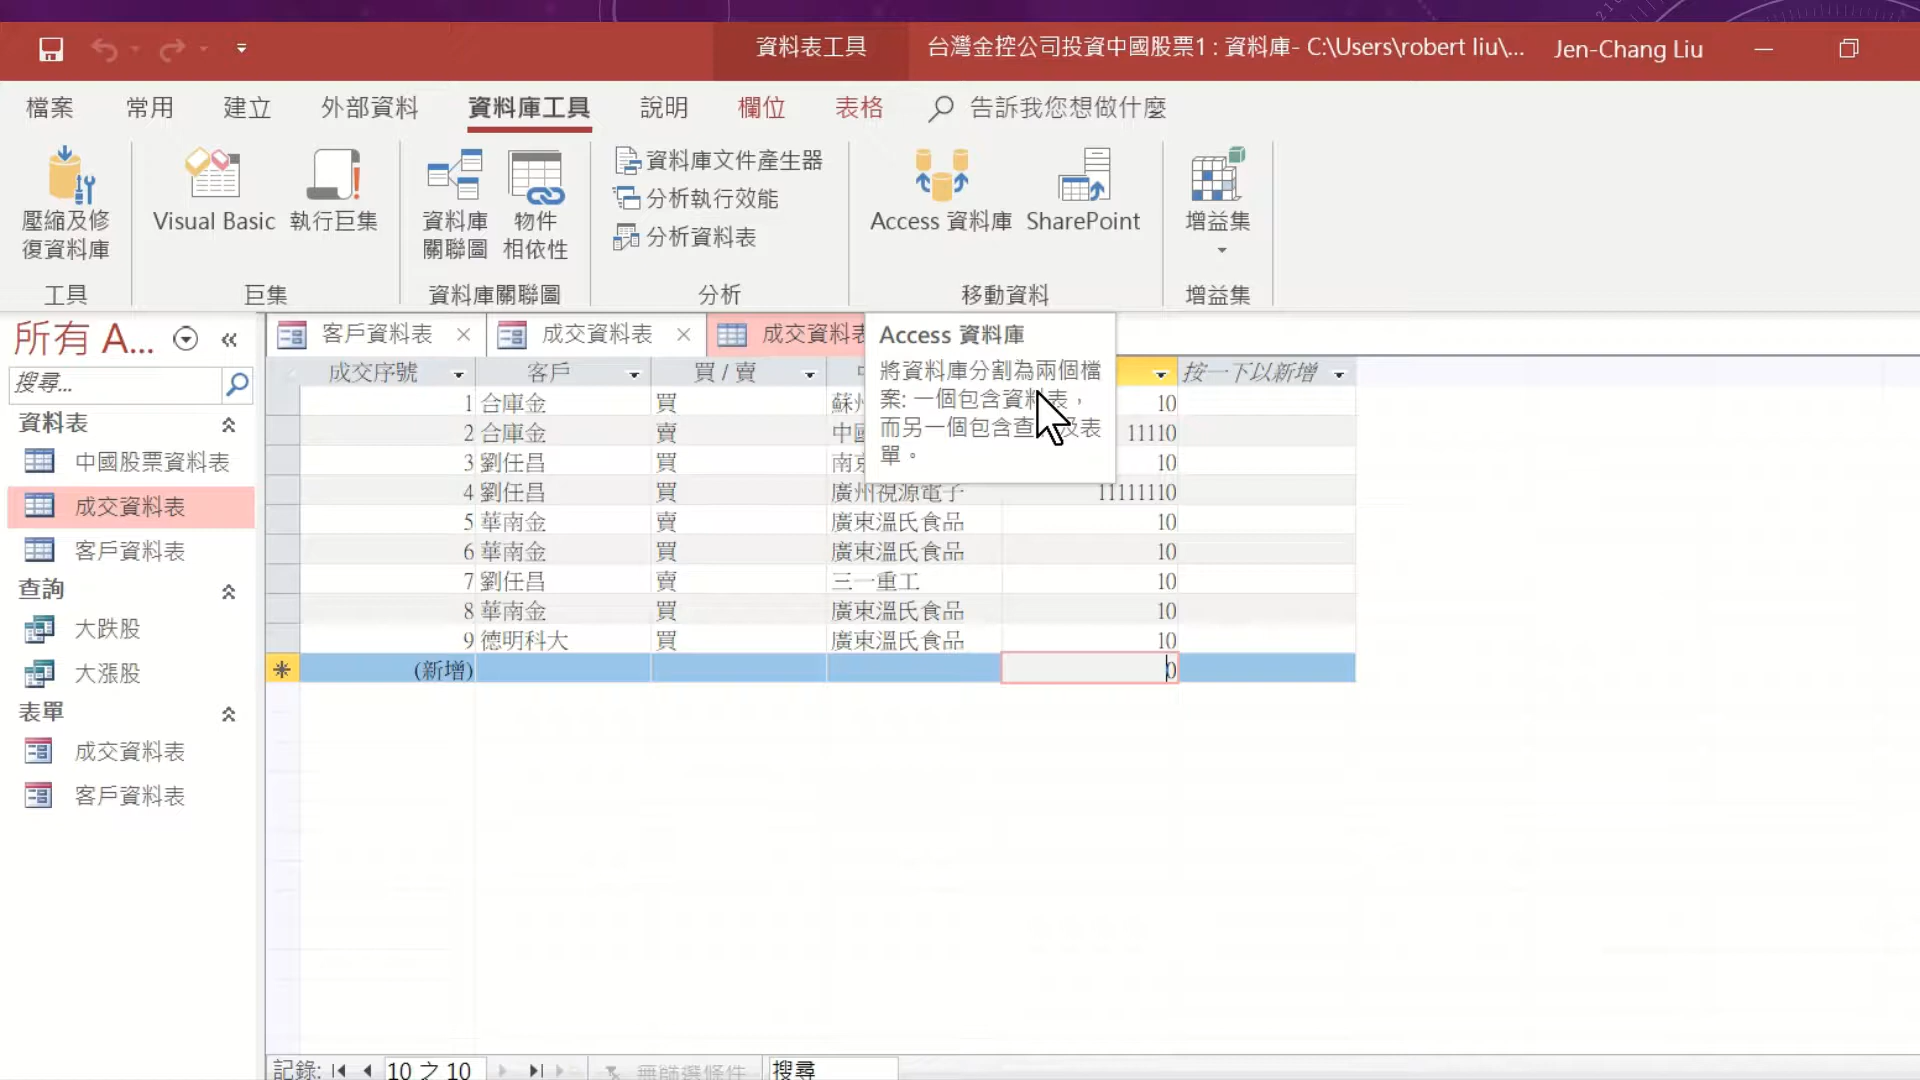 資料表工具 台灣金控公司投資中國股票1 : 資料庫- C:\Users\robert liu\... Jen-Chang Liu
檔案 常用 建立 外部資料 資料庫工具 說明 欄位 表格 告訴我您想做什麼
壓縮及修
復資料庫
Visual Basic 執行巨集
資料庫
關聯圖
物件
相依性
資料庫文件產生器
分析執行效能
分析資料表
Access 資料庫 SharePoint
增益集
工具 巨集 資料庫關聯圖 分析 移動資料 增益集
所有 A...
搜尋...
資料表
中國股票資料表
成交資料表
客戶資料表
查詢
大跌股
大漲股
表單
成交資料表
客戶資料表
客戶資料表 成交資料表 成交資料表
Access 資料庫
將資料庫分割為兩個檔
案: 一個包含資料表，
而另一個包含查 及表
單。
成交序號 客戶 買 / 賣 按一下以新增
1 合庫金 買 蘇 10
2 合庫金 賣 中國 11110
3 劉任昌 買 南京 10
4 劉任昌 買 廣州視源電子 11111110
5 華南金 賣 廣東溫氏食品 10
6 華南金 買 廣東溫氏食品 10
7 劉任昌 賣 三一重工 10
8 華南金 買 廣東溫氏食品 10
9 德明科大 買 廣東溫氏食品 10
(新增) 0
記錄: 10 之 10 無篩選條件 搜尋